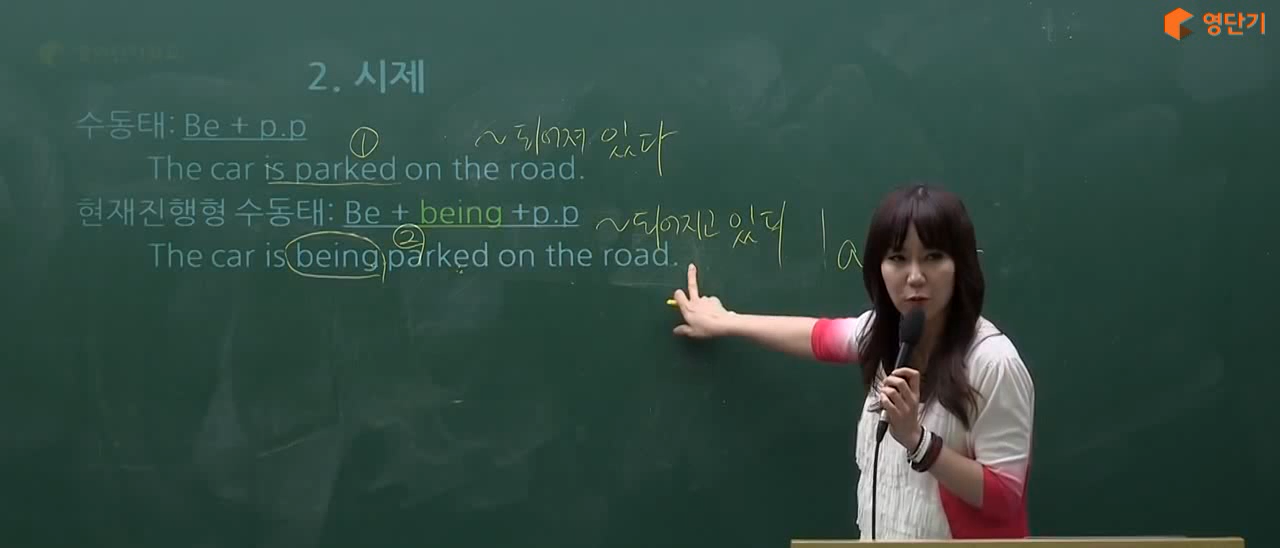 영단기
2. 시제
수동태: Be + p.p
① ~되어져 있다
The car is parked on the road.
현재진행형 수동태: Be + being +p.p
~되어지고 있다
②
The car is being parked on the road.